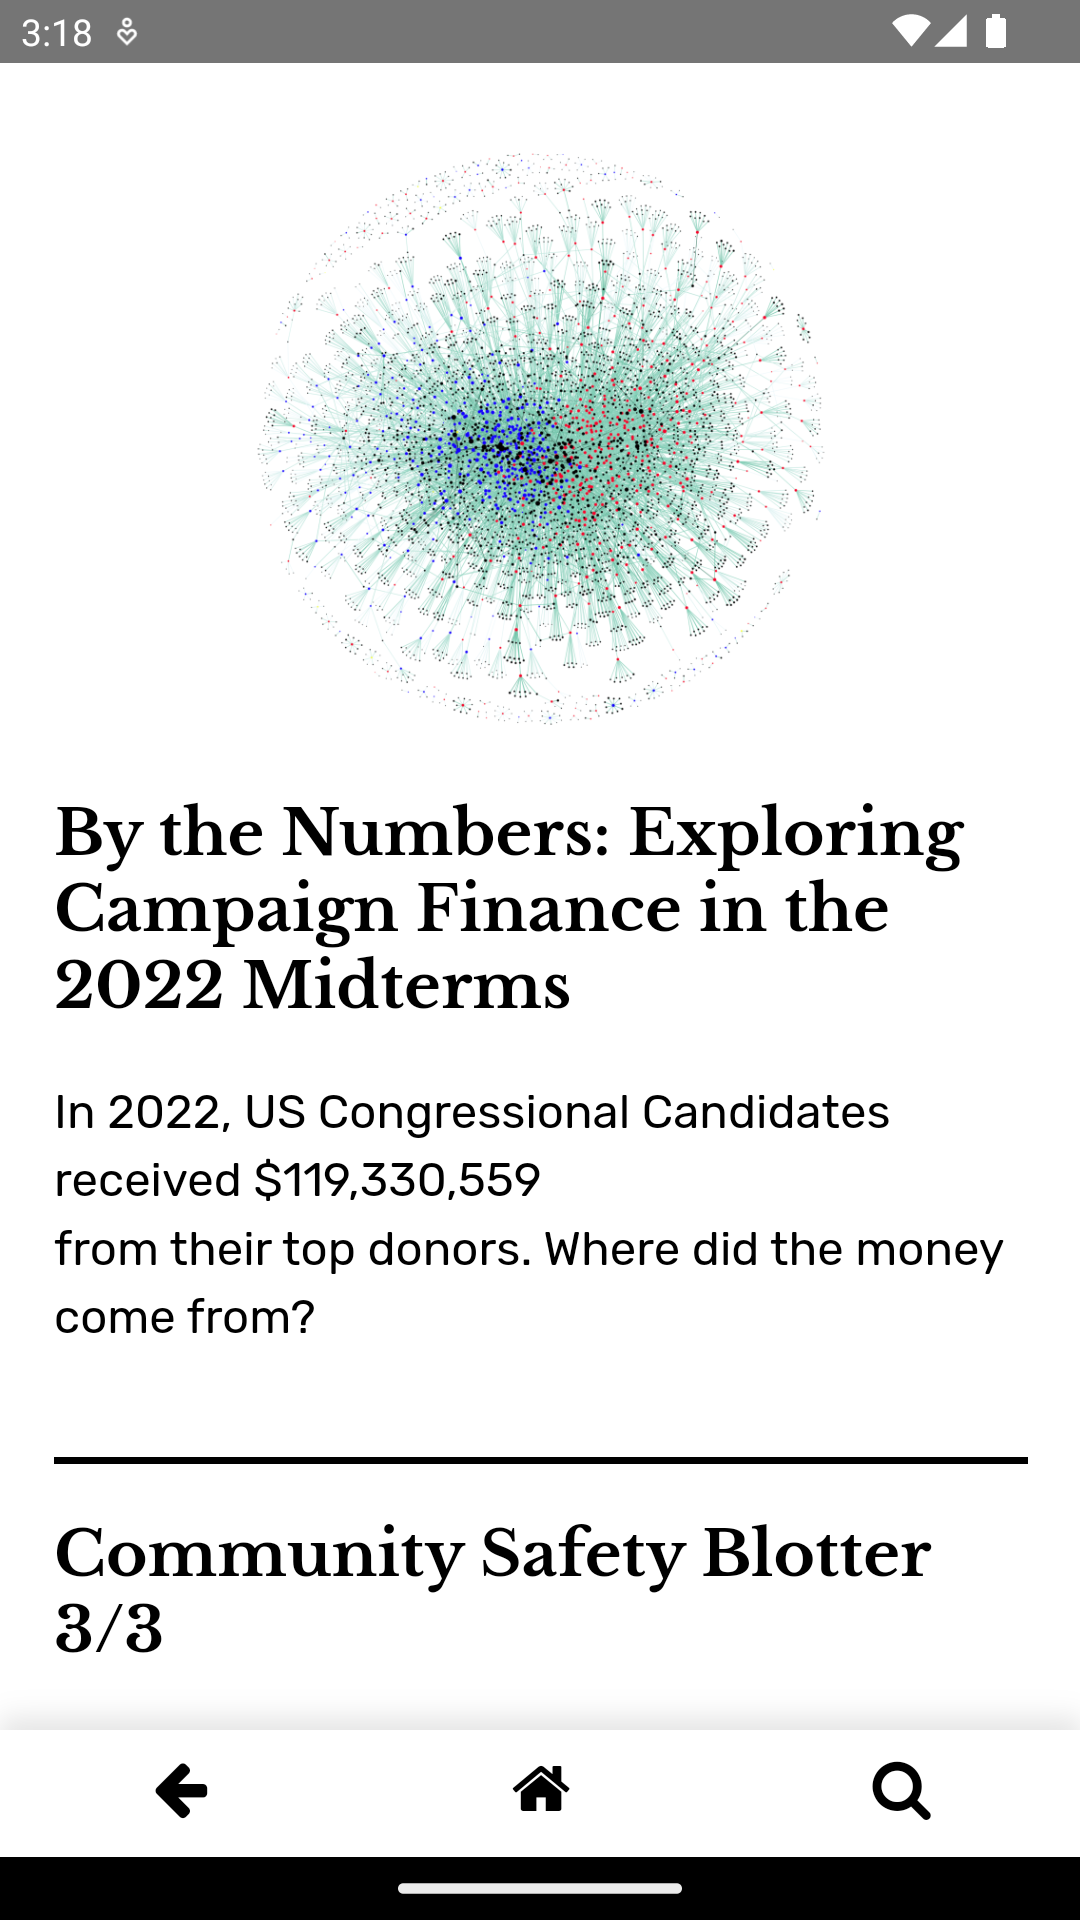 3:18
By the Numbers: Exploring
Campaign Finance in the
2022 Midterms
In 2022, US Congressional Candidates
received $119,330,559
from their top donors. Where did the money
come from?
Community Safety Blotter
3/3